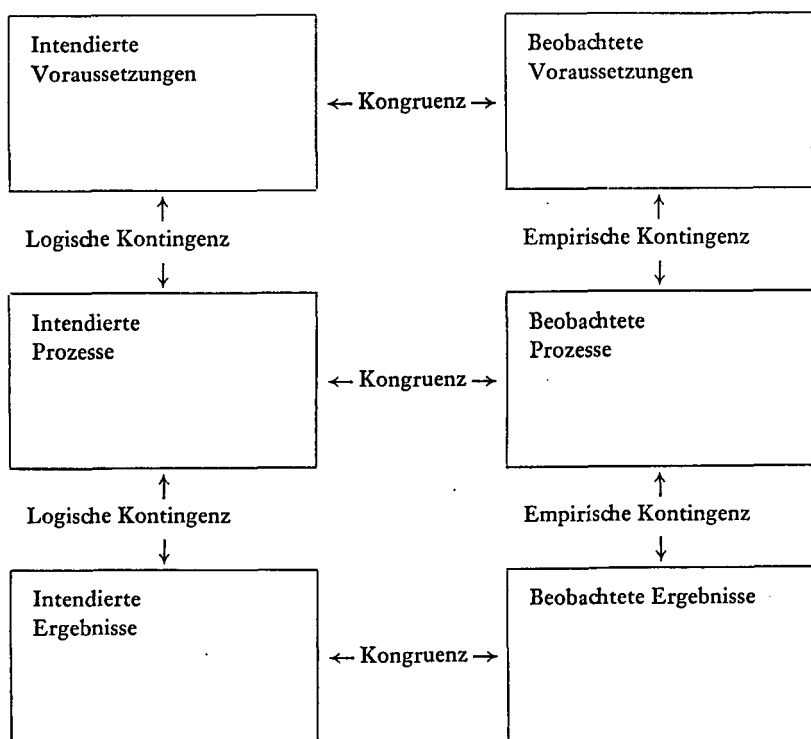 Intendierte
Voraussetzungen
Beobachtete
Voraussetzungen
← Kongruenz →
Logische Kontingenz
Empirische Kontingenz
Intendierte
Prozesse
Beobachtete
Prozesse
← Kongruenz →
Logische Kontingenz
Empirische Kontingenz
Intendierte
Ergebnisse
Beobachtete Ergebnisse
← Kongruenz →